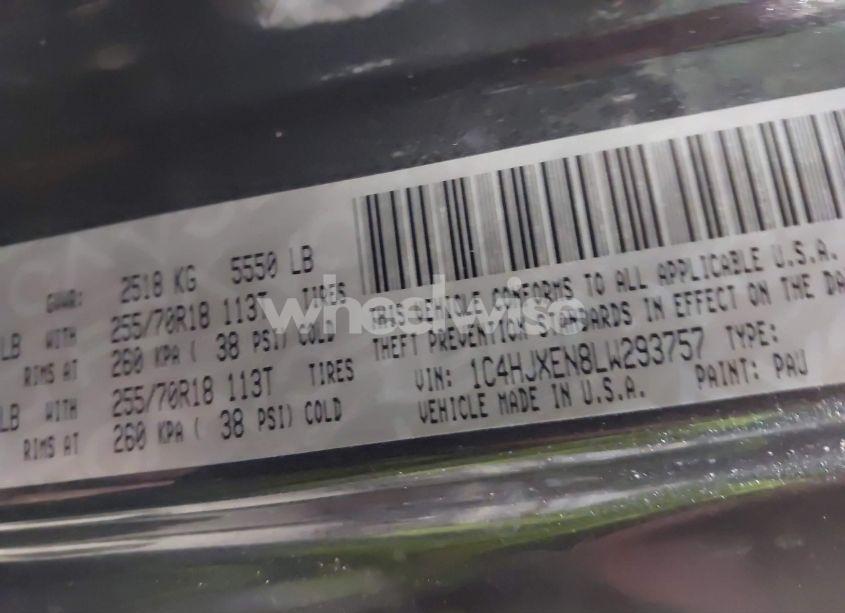 GVWR: 2518 KG 5550 LB
LB WITH 255/70R18 113T TIRES
RIMS AT 260 KPA ( 38 PSI) COLD
LB WITH 255/70R18 113T TIRES
RIMS AT 260 KPA ( 38 PSI) COLD
THIS VEHICLE CONFORMS TO ALL APPLICABLE U.S.A.
THEFT PREVENTION STANDARDS IN EFFECT ON THE DA
VIN: 1C4HJXEN8LW293757 TYPE:
VEHICLE MADE IN U.S.A. PAINT: PAU
wheelwise